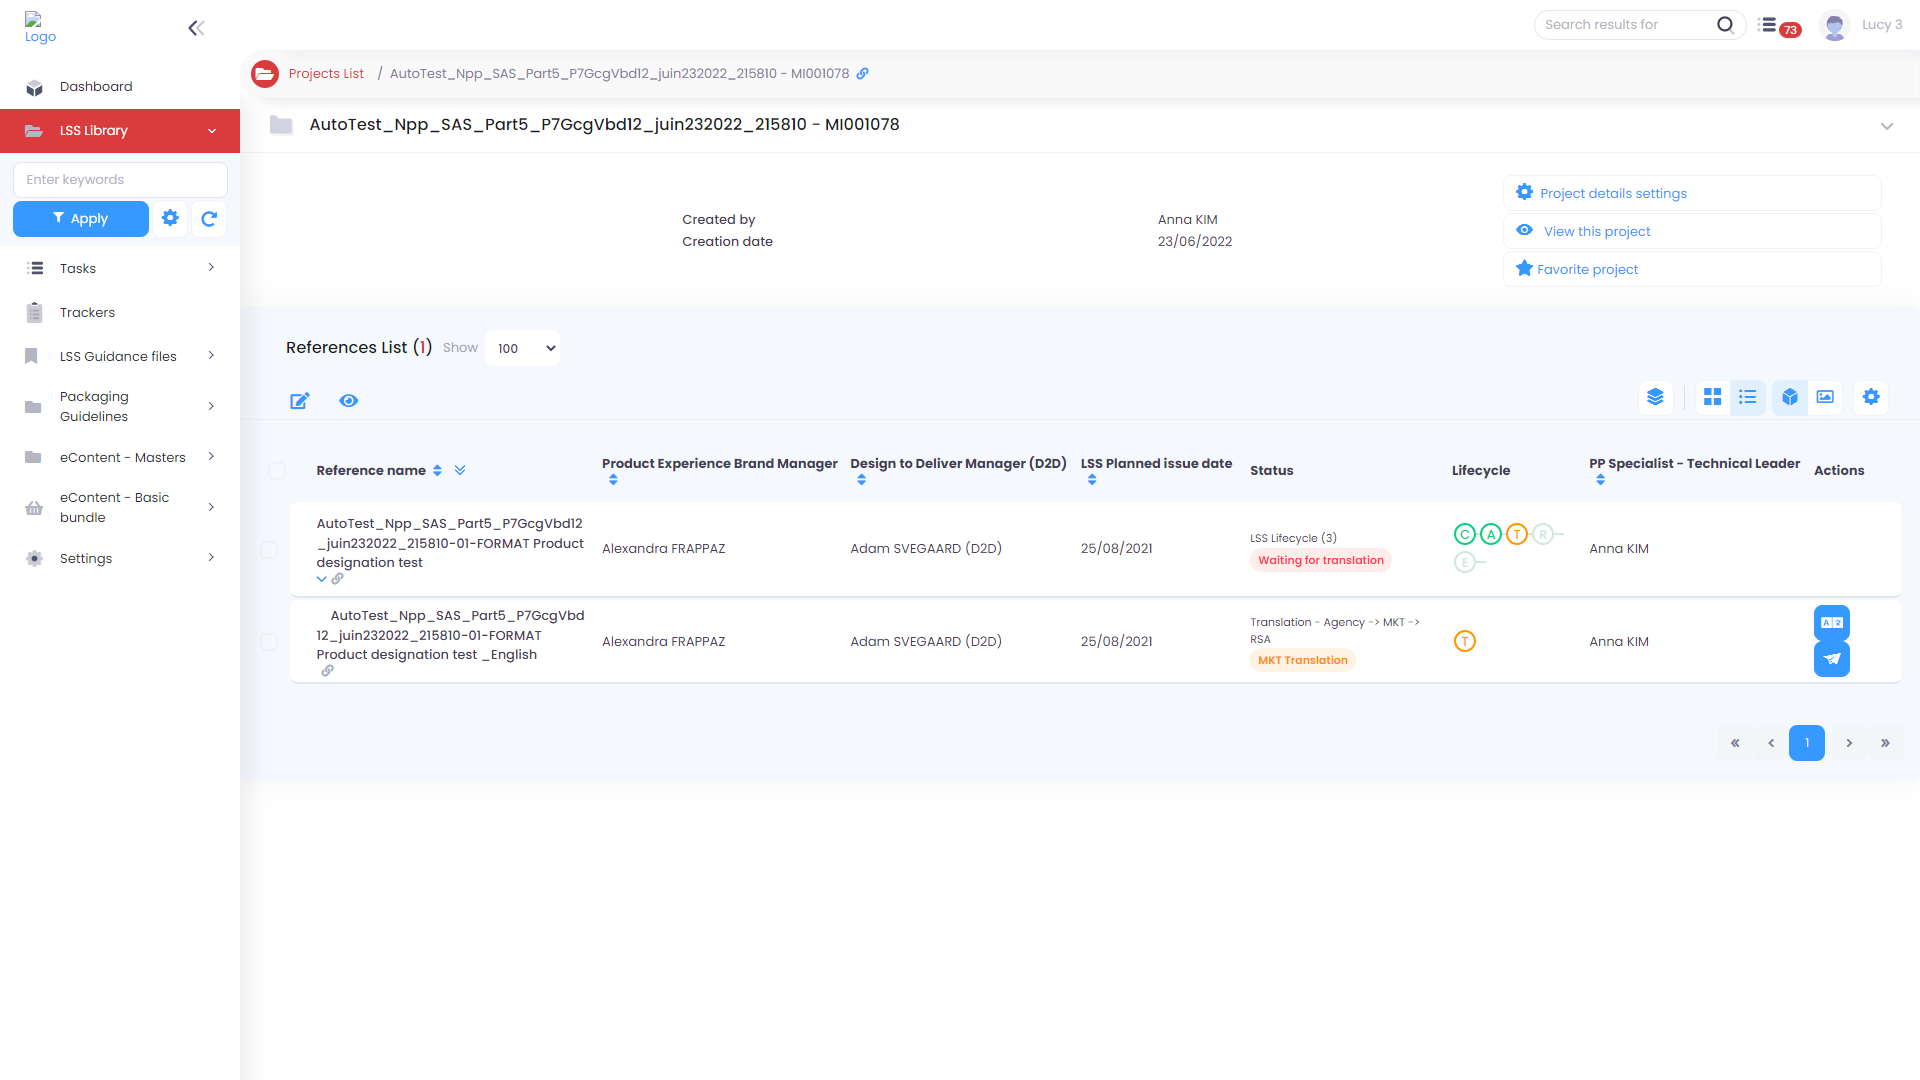 Logo
Search results for
73
Lucy 3
Dashboard
LSS Library
Enter keywords
Apply
Tasks
Trackers
LSS Guidance files
Packaging
Guidelines
eContent - Masters
eContent - Basic
bundle
Settings
Projects List / AutoTest_Npp_SAS_Part5_P7GcgVbd12_juin232022_215810 - MI001078
AutoTest_Npp_SAS_Part5_P7GcgVbd12_juin232022_215810 - MI001078
Created by Anna KIM
Creation date 23/06/2022
Project details settings
View this project
Favorite project
References List (1) Show 100
Reference name Product Experience Brand Manager Design to Deliver Manager (D2D) LSS Planned issue date Status Lifecycle PP Specialist - Technical Leader Actions
AutoTest_Npp_SAS_Part5_P7GcgVbd12
_juin232022_215810-01-FORMAT Product
designation test
Alexandra FRAPPAZ
Adam SVEGAARD (D2D)
25/08/2021
LSS Lifecycle (3)
Waiting for translation
C A T R
E
Anna KIM
AutoTest_Npp_SAS_Part5_P7GcgVbd
12_juin232022_215810-01-FORMAT
Product designation test _English
Alexandra FRAPPAZ
Adam SVEGAARD (D2D)
25/08/2021
Translation - Agency -> MKT ->
RSA
MKT Translation
T
Anna KIM
« ‹ 1 › »